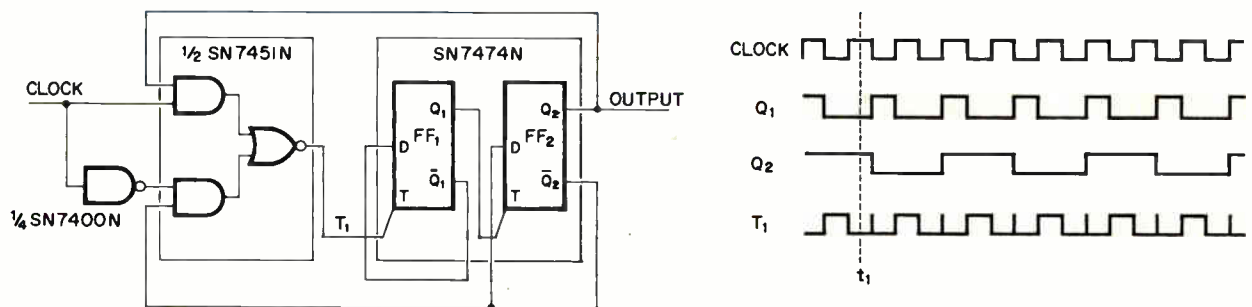 ½ SN7451N
SN7474N
CLOCK
Q1
Q2
OUTPUT
D
FF1
D
FF2
Q̅1
Q̅2
T
T
¼ SN7400N
T1
CLOCK
Q1
Q2
T1
t1